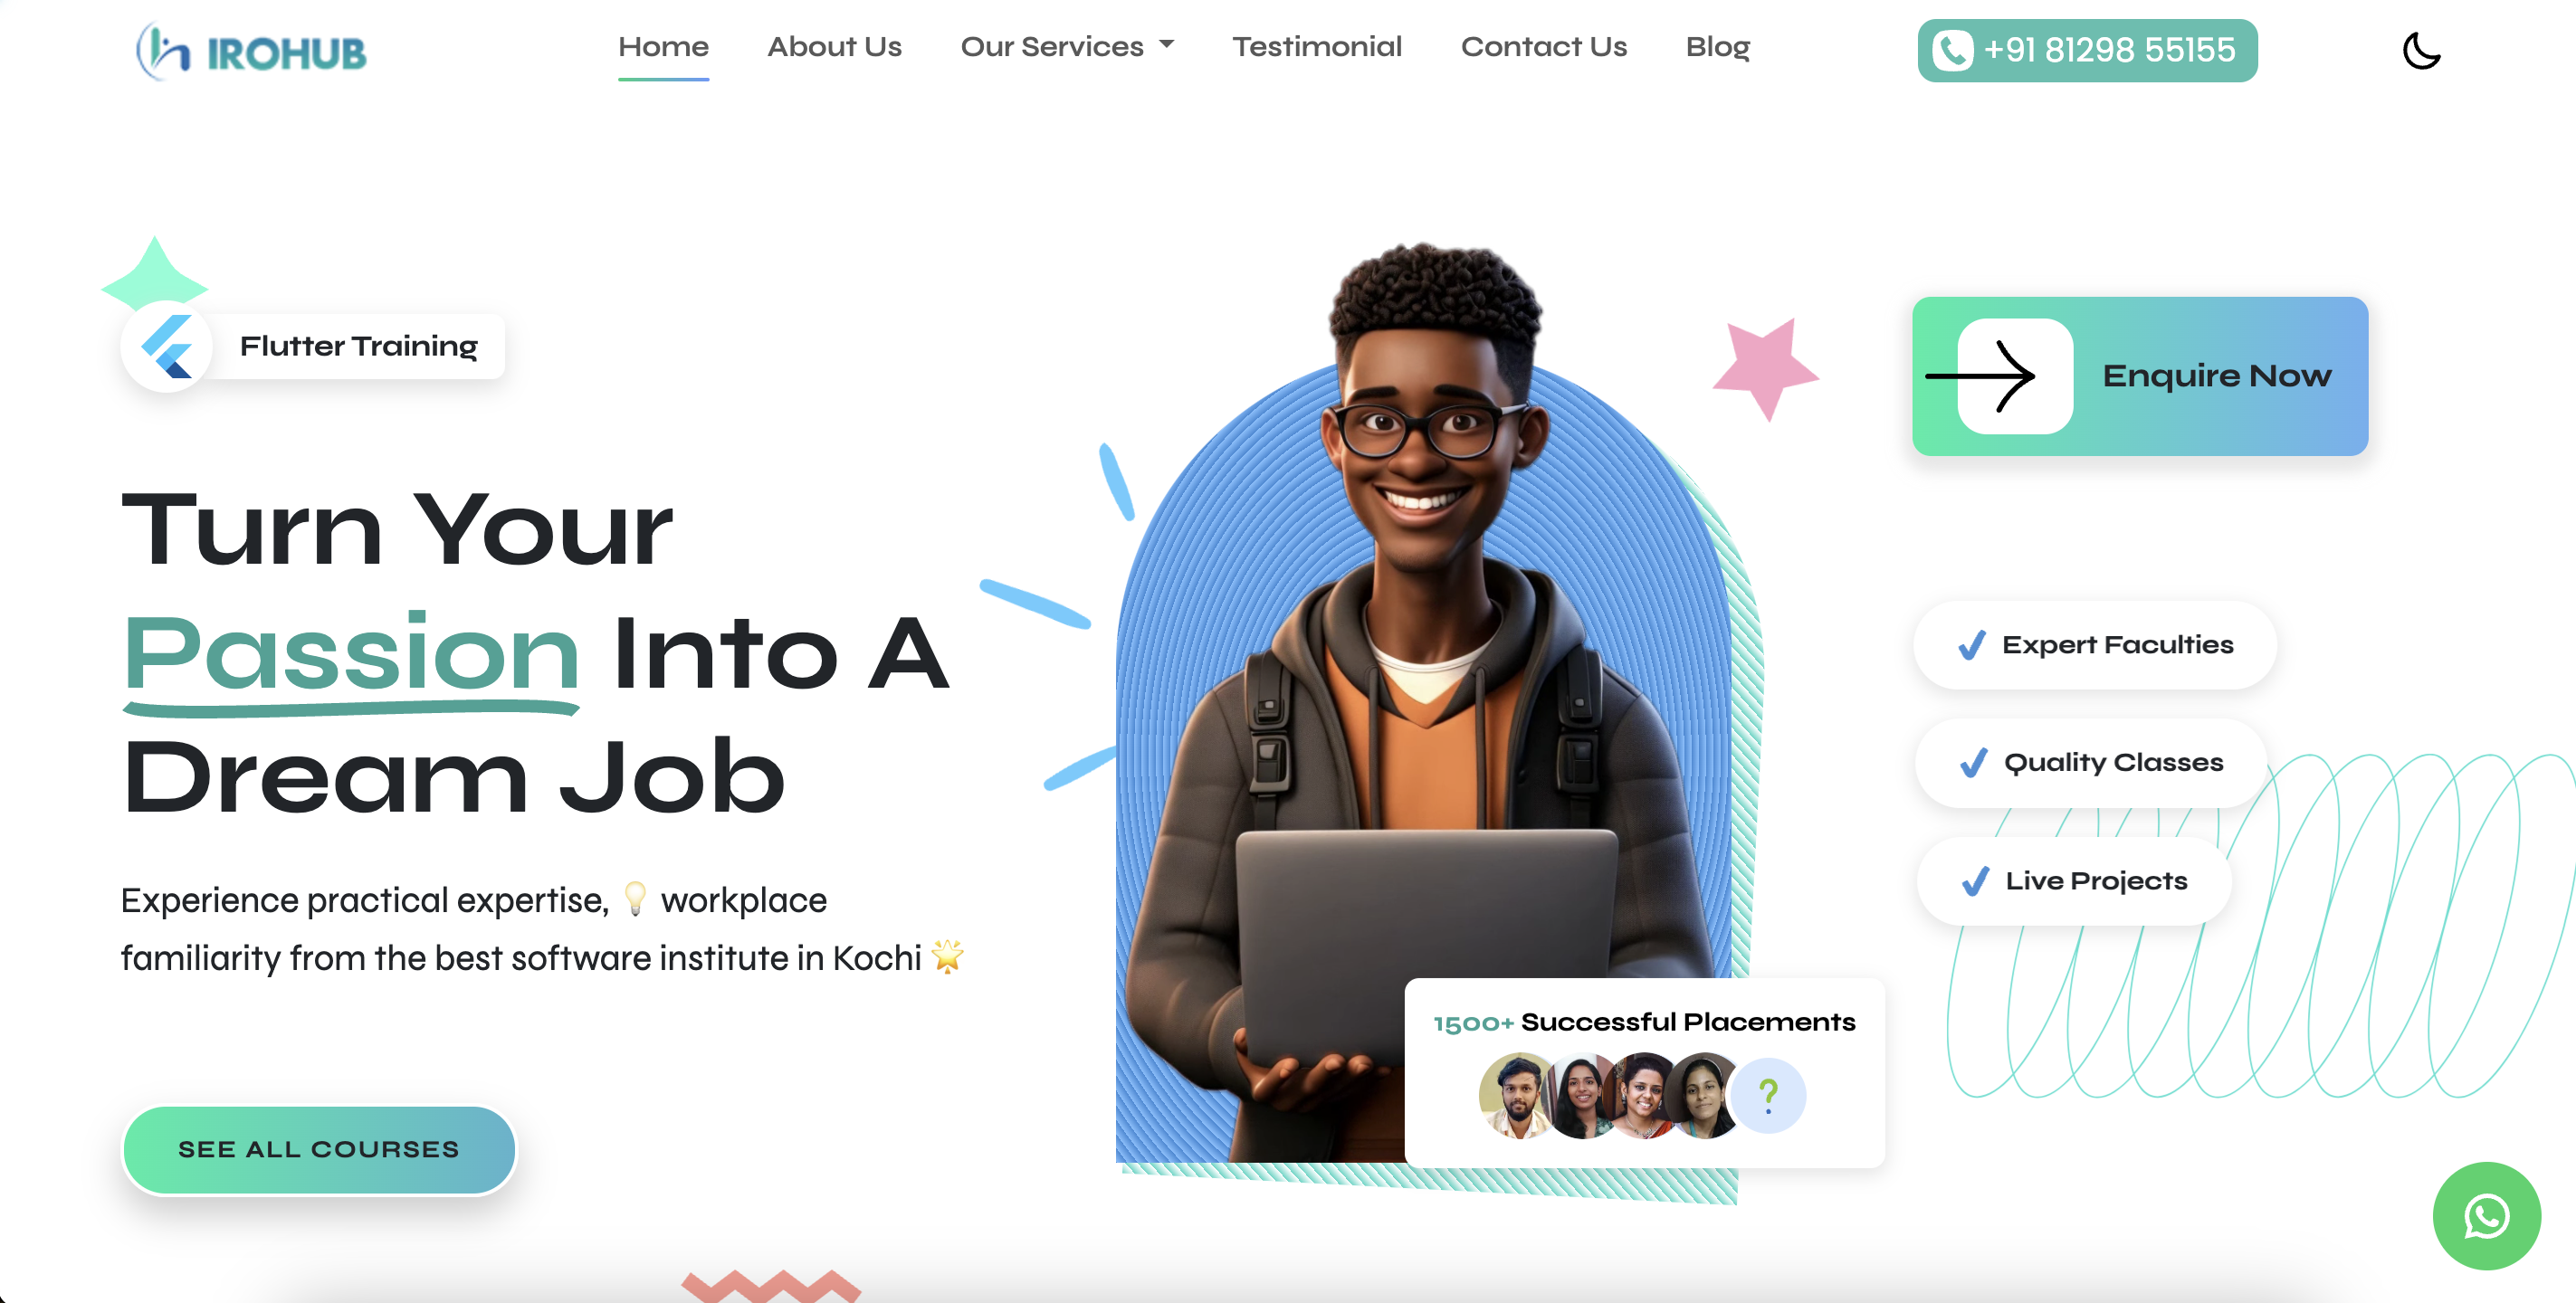 IROHUB
Home
About Us
Our Services
Testimonial
Contact Us
Blog
+91 81298 55155
Flutter Training
Turn Your
Passion Into A
Dream Job
Experience practical expertise, 💡 workplace
familiarity from the best software institute in Kochi 🌟
SEE ALL COURSES
1500+ Successful Placements
?
Enquire Now
Expert Faculties
Quality Classes
Live Projects